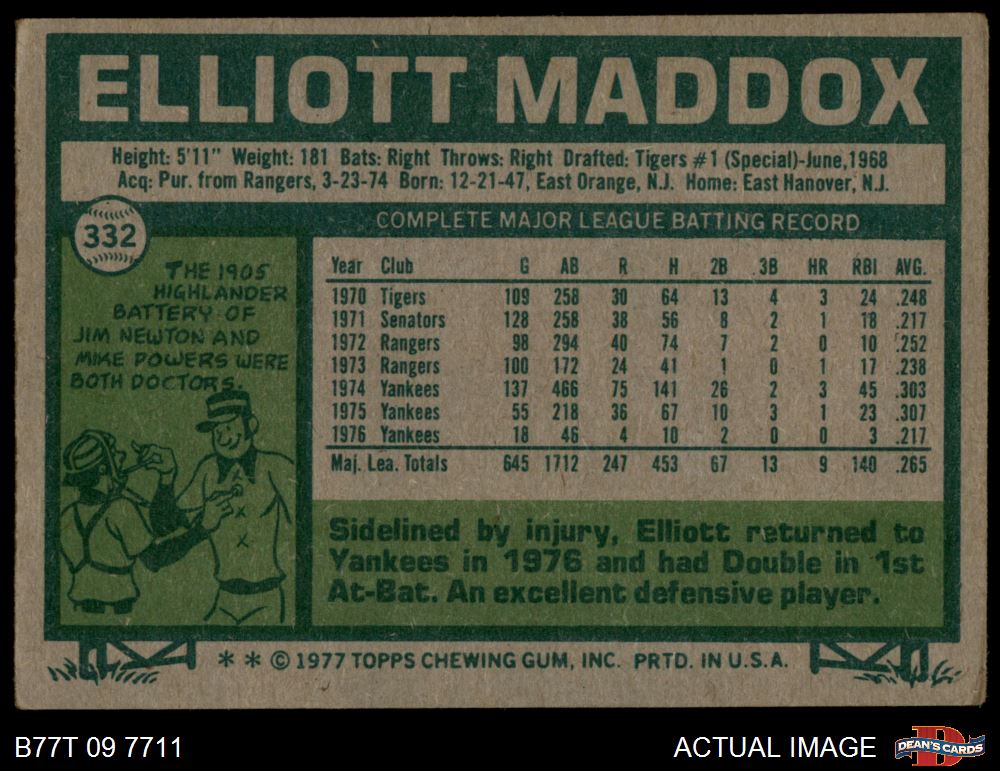 ELLIOTT MADDOX
Height: 5'11" Weight: 181 Bats: Right Throws: Right Drafted: Tigers #1 (Special)-June,1968
Acq: Pur. from Rangers, 3-23-74 Born: 12-21-47, East Orange, N.J. Home: East Hanover, N.J.
332
COMPLETE MAJOR LEAGUE BATTING RECORD
THE 1905
HIGHLANDER
BATTERY OF
JIM NEWTON AND
MIKE POWERS WERE
BOTH DOCTORS.
Year Club G AB R H 2B 3B HR RBI AVG.
1970 Tigers 109 258 30 64 13 4 3 24 .248
1971 Senators 128 258 38 56 8 2 1 18 .217
1972 Rangers 98 294 40 74 7 2 0 10 .252
1973 Rangers 100 172 24 41 1 0 1 17 .238
1974 Yankees 137 466 75 141 26 2 3 45 .303
1975 Yankees 55 218 36 67 10 3 1 23 .307
1976 Yankees 18 46 4 10 2 0 0 3 .217
Maj. Lea. Totals 645 1712 247 453 67 13 9 140 .265
Sidelined by injury, Elliott returned to
Yankees in 1976 and had Double in 1st
At-Bat. An excellent defensive player.
* * © 1977 TOPPS CHEWING GUM, INC. PRTD. IN U.S.A.
B77T 09 7711
ACTUAL IMAGE
D
DEAN'S CARDS